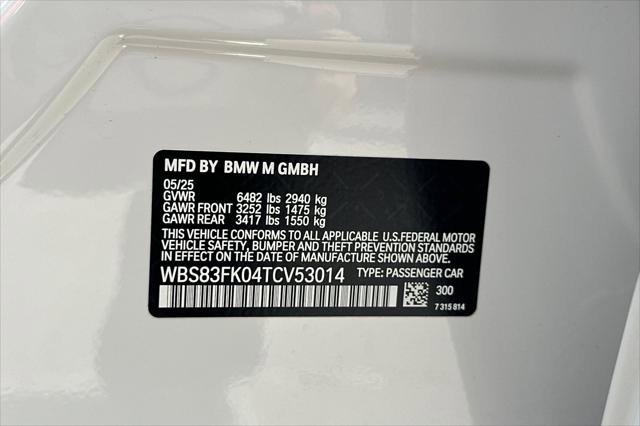 MFD BY BMW M GMBH
05/25
GVWR 6482 lbs 2940 kg
GAWR FRONT 3252 lbs 1475 kg
GAWR REAR 3417 lbs 1550 kg
THIS VEHICLE CONFORMS TO ALL APPLICABLE U.S.FEDERAL MOTOR
VEHICLE SAFETY, BUMPER AND THEFT PREVENTION STANDARDS
IN EFFECT ON THE DATE OF MANUFACTURE SHOWN ABOVE.
WBS83FK04TCV53014 TYPE: PASSENGER CAR
300
7 315 814